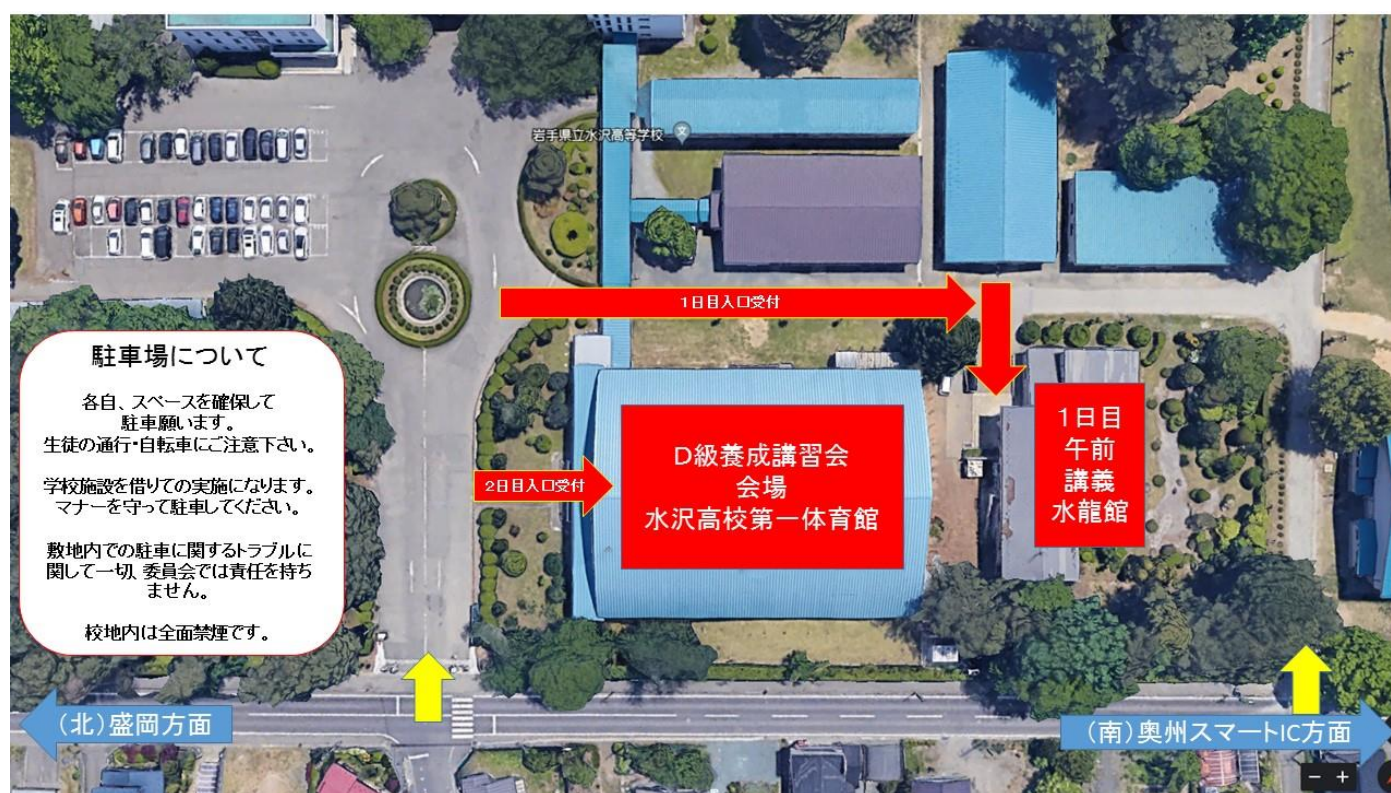 岩手県立水沢高等学校
文
1日目入口受付
駐車場について
各自、スペースを確保して
駐車願います。
生徒の通行・自転車にご注意下さい。
学校施設を借りての実施になります。
マナーを守って駐車してください。
敷地内での駐車に関するトラブルに
関して一切、委員会では責任を持ち
ません。
校地内は全面禁煙です。
2日目入口受付
D級養成講習会
会場
水沢高校第一体育館
1日目
午前
講義
水龍館
(北)盛岡方面
(南)奥州スマートIC方面